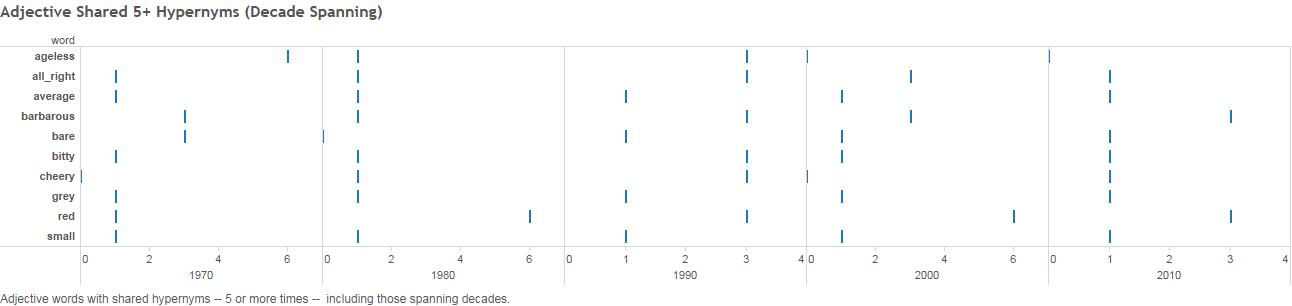 Adjective Shared 5+ Hypernyms (Decade Spanning)
word
ageless
all_right
average
barbarous
bare
bitty
cheery
grey
red
small
0 2 4 6 0 2 4 6 0 1 2 3 4 0 2 4 6 0 1 2 3 4
1970 1980 1990 2000 2010
Adjective words with shared hypernyms -- 5 or more times -- including those spanning decades.